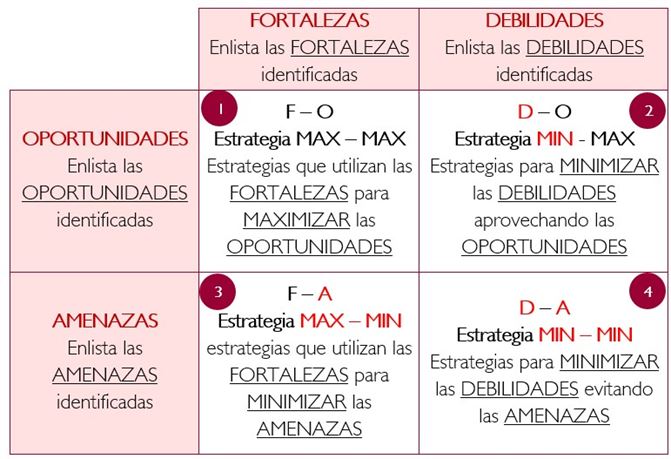 FORTALEZAS
Enlista las FORTALEZAS
identificadas
DEBILIDADES
Enlista las DEBILIDADES
identificadas
OPORTUNIDADES
Enlista las
OPORTUNIDADES
identificadas
1
F – O
Estrategia MAX – MAX
Estrategias que utilizan las
FORTALEZAS para
MAXIMIZAR las
OPORTUNIDADES
2
D – O
Estrategia MIN - MAX
Estrategias para MINIMIZAR
las DEBILIDADES
aprovechando las
OPORTUNIDADES
AMENAZAS
Enlista las
AMENAZAS
identificadas
3
F – A
Estrategia MAX – MIN
estrategias que utilizan las
FORTALEZAS para
MINIMIZAR las
AMENAZAS
4
D – A
Estrategia MIN – MIN
Estrategias para MINIMIZAR
las DEBILIDADES evitando
las AMENAZAS